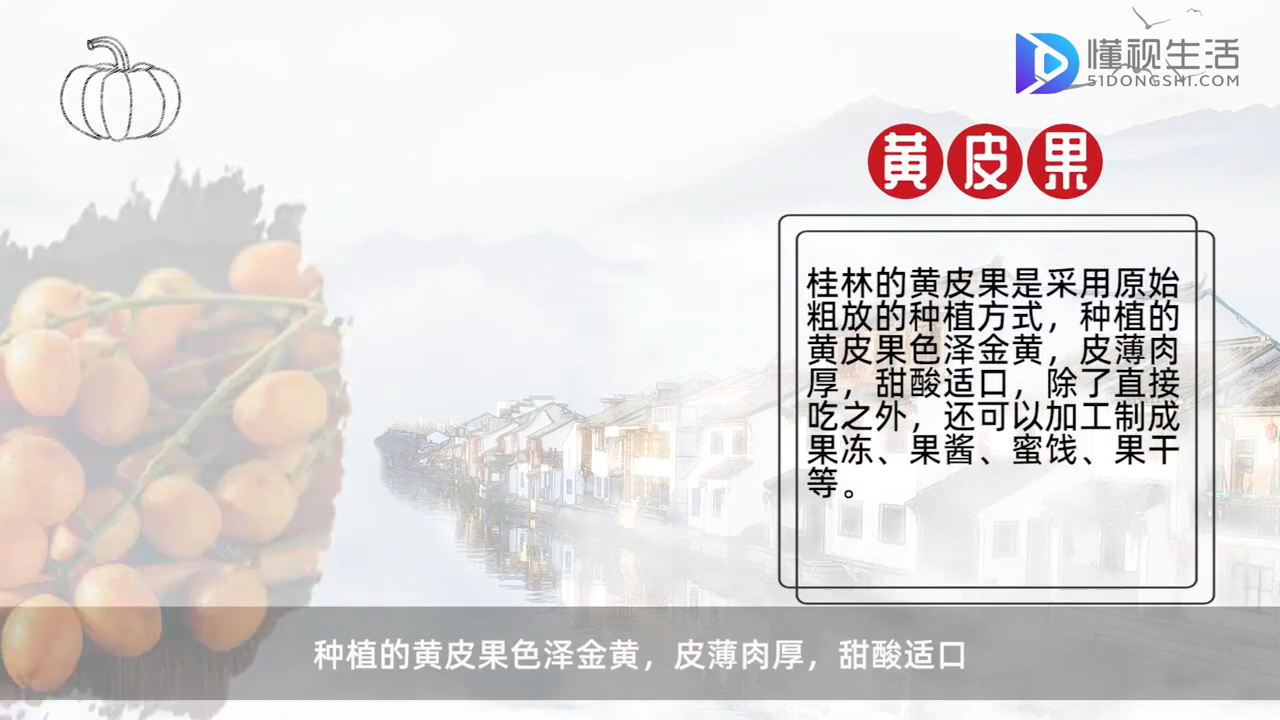 懂视生活
51DONGSHI.COM
黄皮果
桂林的黄皮果是采用原始
粗放的种植方式，种植的
黄皮果色泽金黄，皮薄肉
厚，甜酸适口，除了直接
吃之外，还可以加工制成
果冻、果酱、蜜饯、果干
等。
种植的黄皮果色泽金黄，皮薄肉厚，甜酸适口